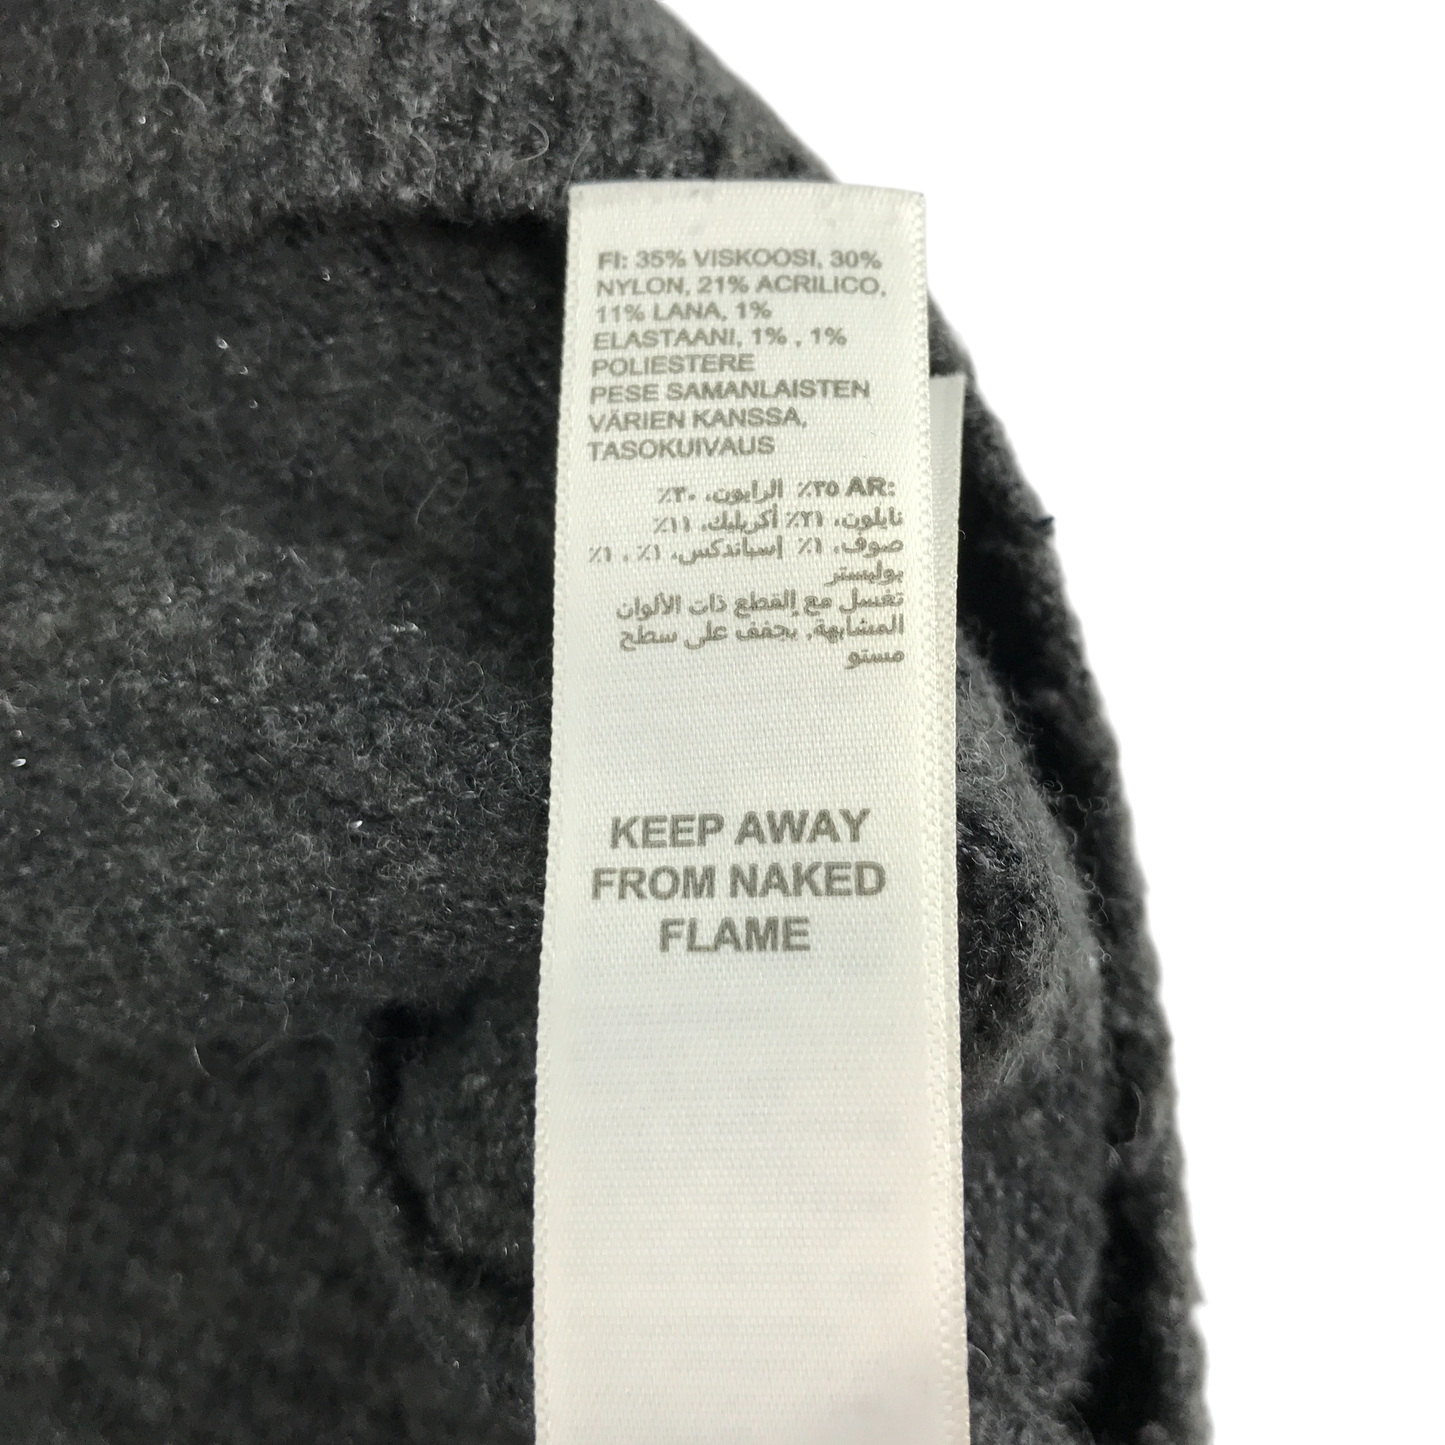 FI: 35% VISKOOSI, 30%
NYLON, 21% ACRILICO,
11% LANA, 1%
ELASTAANI, 1% , 1%
POLIESTERE
PESE SAMANLAISTEN
VÄRIEN KANSSA,
TASOKUIVAUS
AR: ٣٥٪ الرايون، ٣٠٪
نايلون، ٢١٪ أكريليك، ١١٪
صوف، ١٪ إسباندكس، ١٪ ، ١٪
بوليستر
تغسل مع القطع ذات الألوان
المشابهة, يجفف على سطح
مستو
KEEP AWAY
FROM NAKED
FLAME